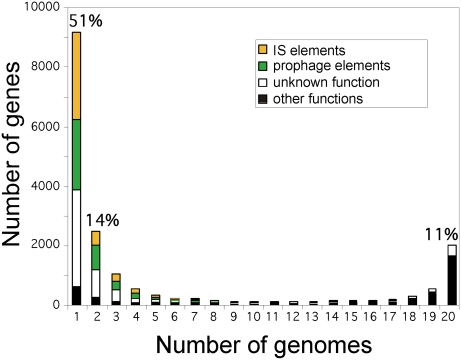 51%
10000
8000
6000
4000
2000
0
Number of genes
IS elements
prophage elements
unknown function
other functions
14%
11%
1 2 3 4 5 6 7 8 9 10 11 12 13 14 15 16 17 18 19 20
Number of genomes